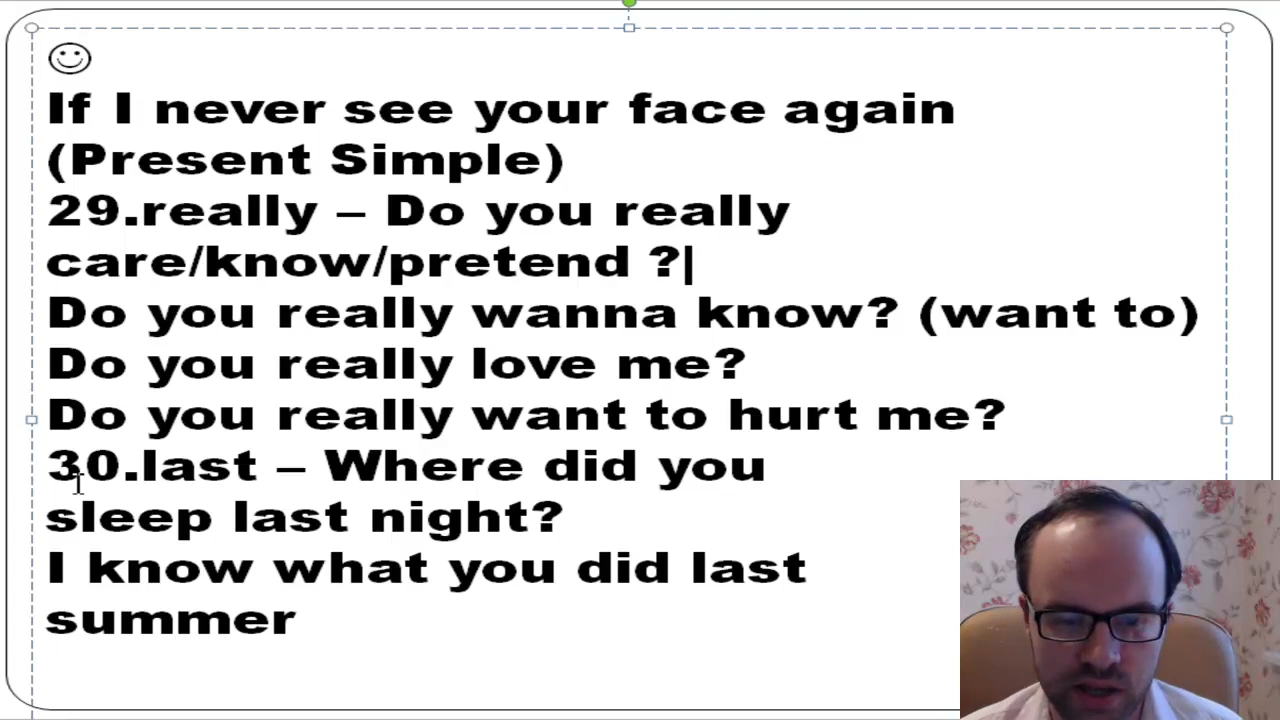 If I never see your face again
(Present Simple)
29.really – Do you really
care/know/pretend ?
Do you really wanna know? (want to)
Do you really love me?
Do you really want to hurt me?
30.last – Where did you
sleep last night?
I know what you did last
summer